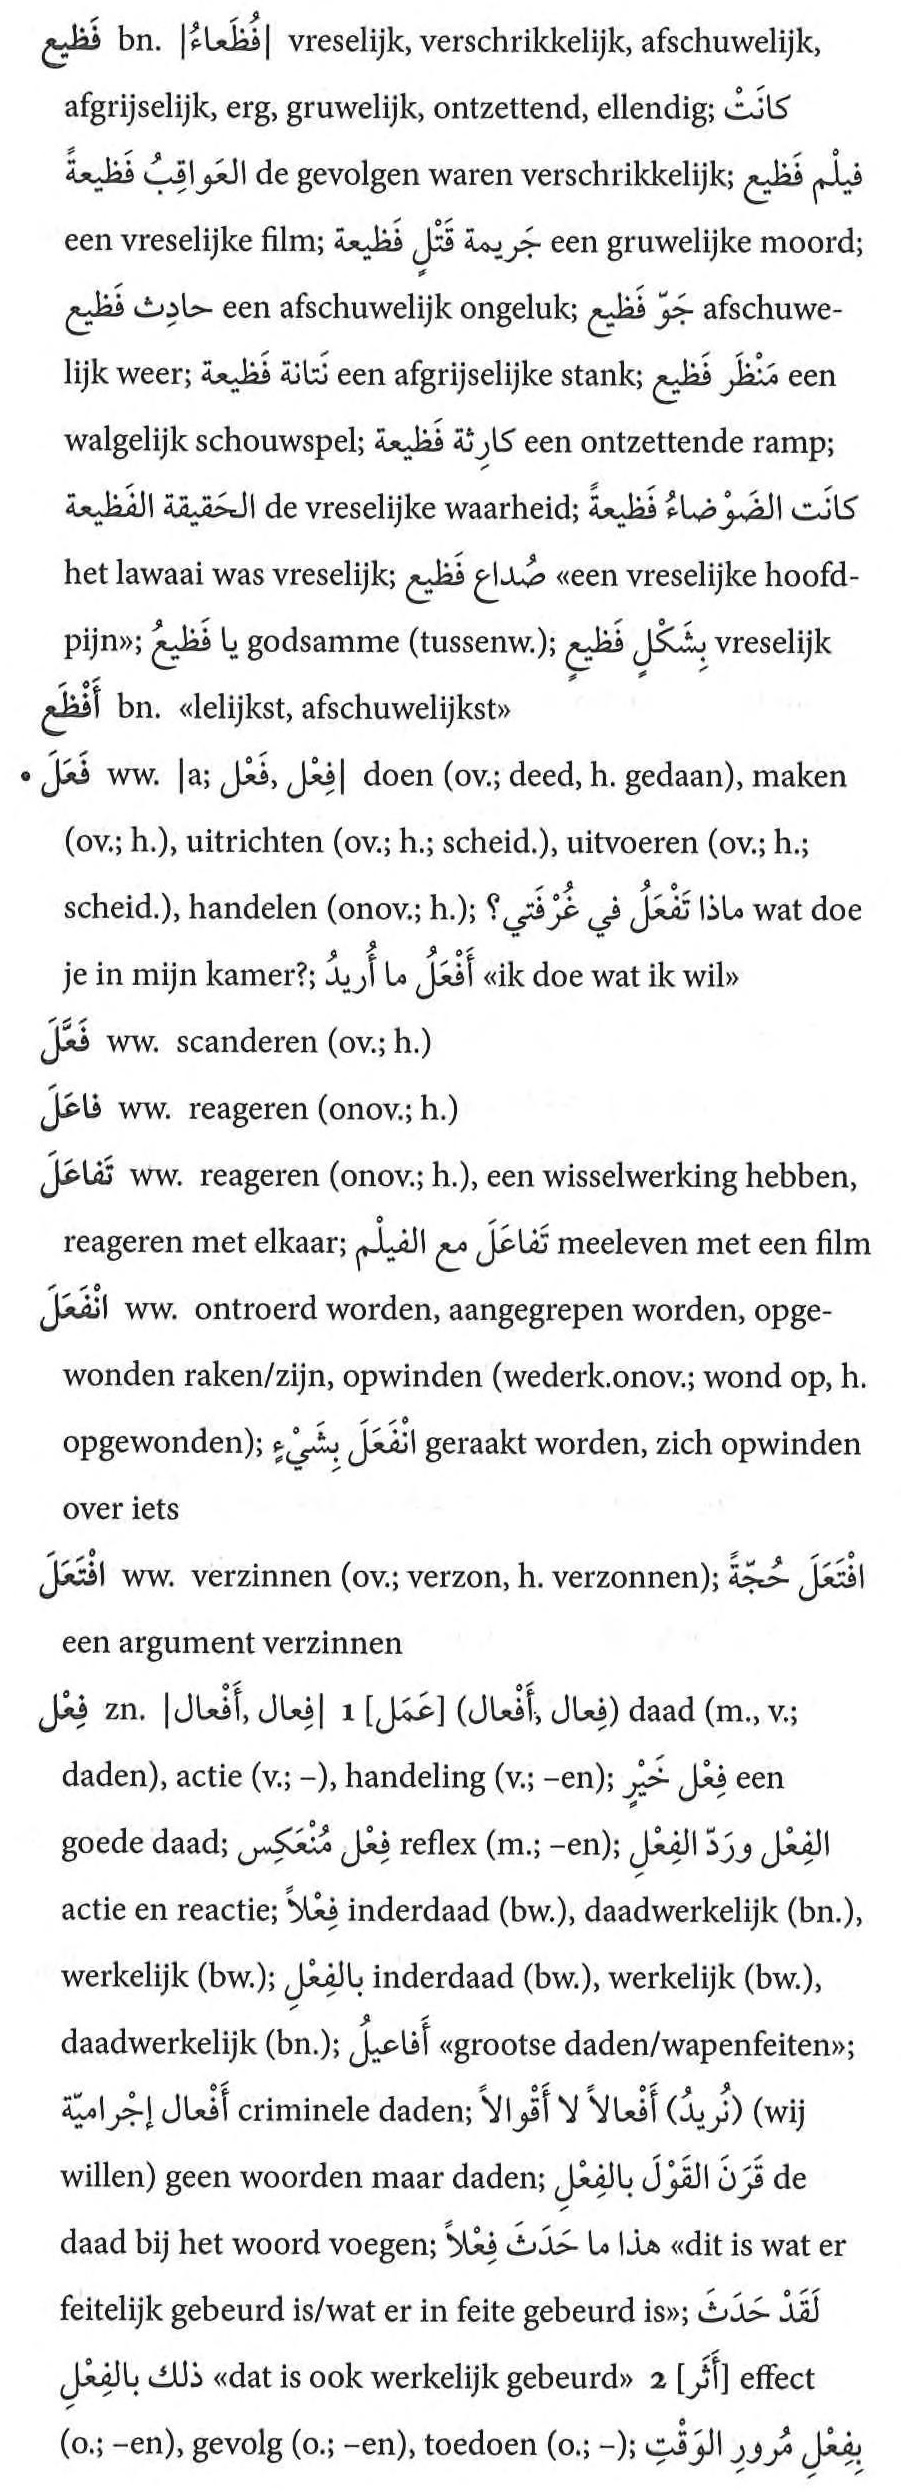 فَظيع bn. |فُظَعاءُ| vreselijk, verschrikkelijk, afschuwelijk,
afgrijselijk, erg, gruwelijk, ontzettend, ellendig; كانَتْ
العَواقِبُ فَظيعةً de gevolgen waren verschrikkelijk; فيلْم فَظيع
een vreselijke film; جَريمة قَتْلٍ فَظيعة een gruwelijke moord;
حادِث فَظيع een afschuwelijk ongeluk; جَوّ فَظيع afschuwe-
lijk weer; نَتانة فَظيعة een afgrijselijke stank; مَنْظَر فَظيع een
walgelijk schouwspel; كارِثة فَظيعة een ontzettende ramp;
الحَقيقة الفَظيعة de vreselijke waarheid; كانَت الضَوْضاءُ فَظيعةً
het lawaai was vreselijk; صُداع فَظيع «een vreselijke hoofd-
pijn»; يا فَظيعُ godsamme (tussenw.); بِشَكْلٍ فَظيعٍ vreselijk
أَفْظَع bn. «lelijkst, afschuwelijkst»
• فَعَلَ ww. |a; فَعْل, فِعْل| doen (ov.; deed, h. gedaan), maken
(ov.; h.), uitrichten (ov.; h.; scheid.), uitvoeren (ov.; h.;
scheid.), handelen (onov.; h.); ماذا تَفْعَلُ في غُرْفَتي؟ wat doe
je in mijn kamer?; أَفْعَلُ ما أُريدُ «ik doe wat ik wil»
فَعَّلَ ww. scanderen (ov.; h.)
فاعَلَ ww. reageren (onov.; h.)
تَفاعَلَ ww. reageren (onov.; h.), een wisselwerking hebben,
reageren met elkaar; تَفاعَلَ مع الفيلْم meeleven met een film
انْفَعَلَ ww. ontroerd worden, aangegrepen worden, opge-
wonden raken/zijn, opwinden (wederk.onov.; wond op, h.
opgewonden); انْفَعَلَ بِشَيْءٍ geraakt worden, zich opwinden
over iets
افْتَعَلَ ww. verzinnen (ov.; verzon, h. verzonnen); افْتَعَلَ حُجّةً
een argument verzinnen
فِعْل zn. |فِعال, أَفْعال| 1 [عَمَل] (فِعال, أَفْعال) daad (m., v.;
daden), actie (v.; –), handeling (v.; –en); فِعْل خَيْرٍ een
goede daad; فِعْل مُنْعَكِس reflex (m.; –en); الفِعْل ورَدّ الفِعْلِ
actie en reactie; فِعْلاً inderdaad (bw.), daadwerkelijk (bn.),
werkelijk (bw.); بالفِعْلِ inderdaad (bw.), werkelijk (bw.),
daadwerkelijk (bn.); أَفاعيلُ «grootse daden/wapenfeiten»;
أَفْعال إجْراميّة criminele daden; (نُريدُ) أَفْعالاً لا أَقْوالاً (wij
willen) geen woorden maar daden; قَرَنَ القَوْلَ بالفِعْلِ de
daad bij het woord voegen; هذا ما حَدَثَ فِعْلاً «dit is wat er
feitelijk gebeurd is/wat er in feite gebeurd is»; لَقَدْ حَدَثَ
ذلك بالفِعْلِ «dat is ook werkelijk gebeurd» 2 [أَثَر] effect
(o.; –en), gevolg (o.; –en), toedoen (o.; –); بِفِعْلِ مُرورِ الوَقْتِ